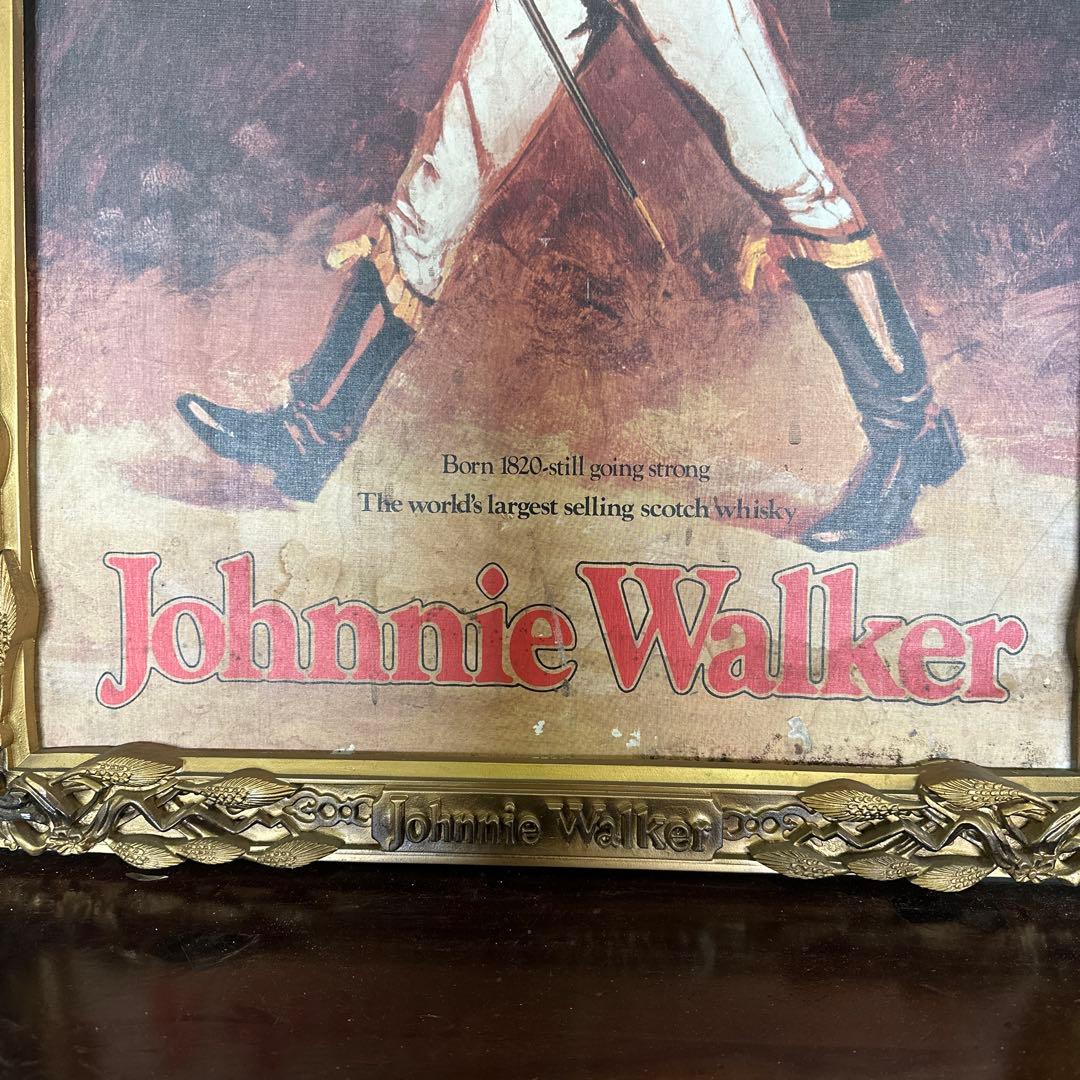 Born 1820-still going strong
The world's largest selling scotch whisky
Johnnie Walker
Johnnie Walker